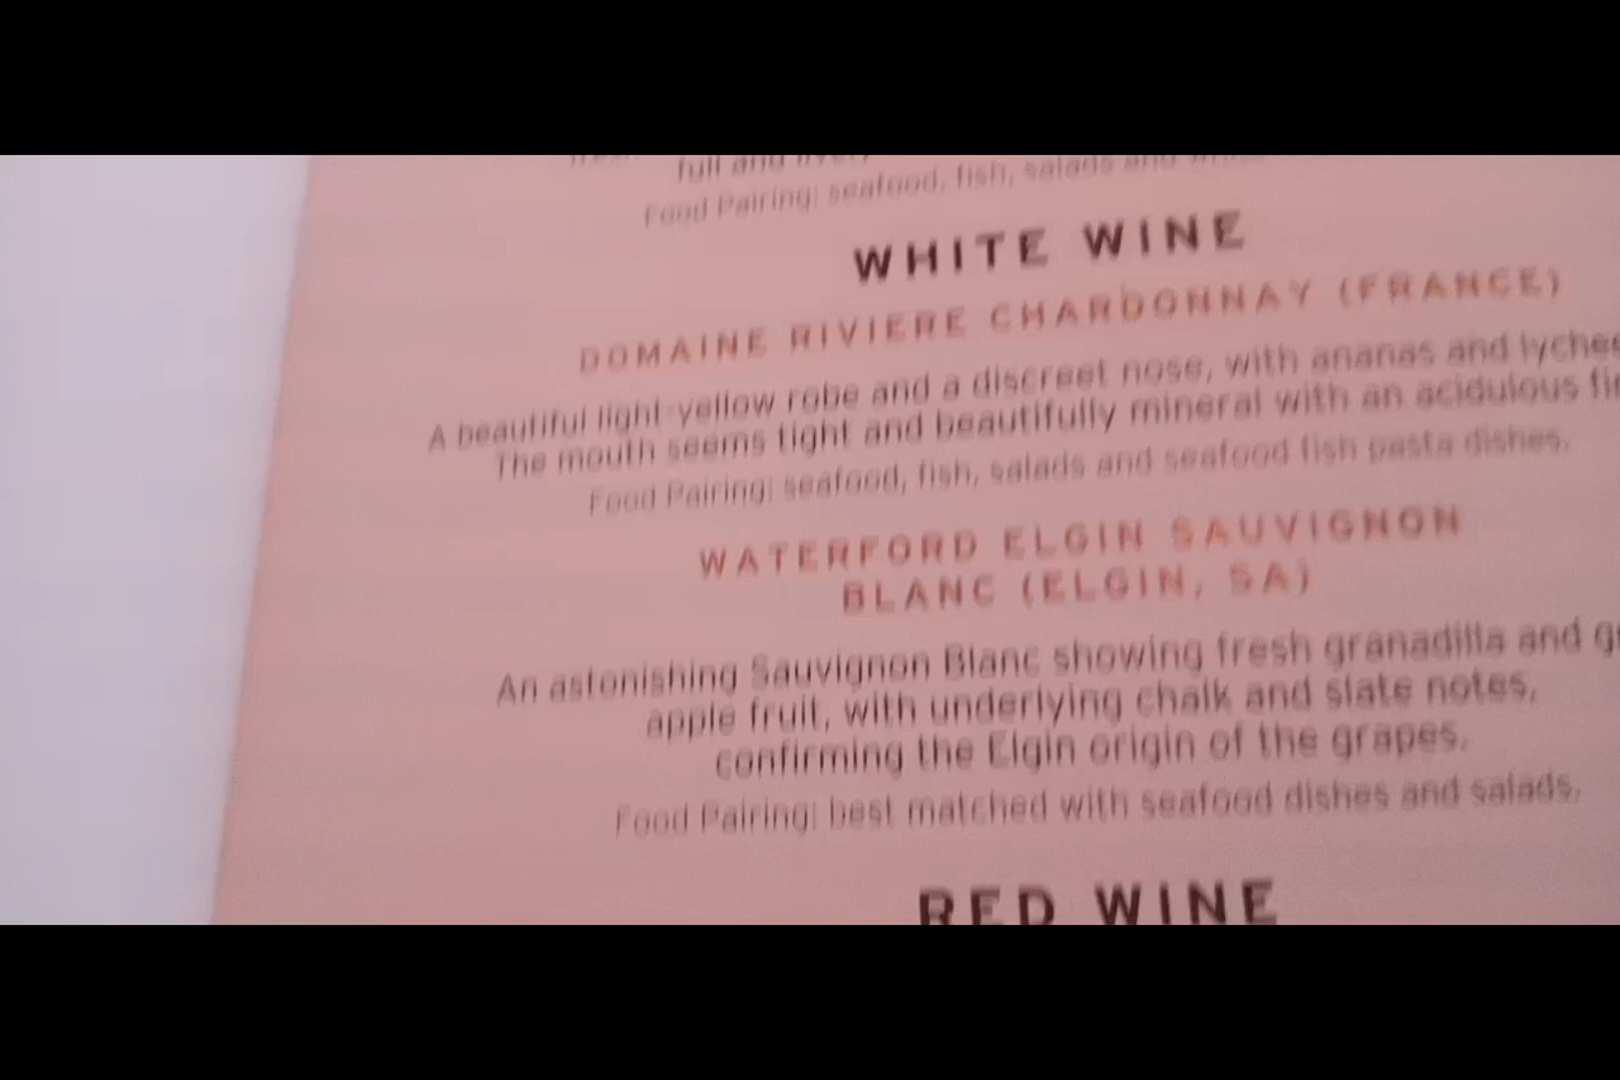 full and
Food Pairing: seafood, fish, salads and
WHITE WINE
DOMAINE RIVIERE CHARDONNAY (FRANCE)
A beautiful light-yellow robe and a discreet nose, with ananas and lychee
The mouth seems tight and beautifully mineral with an acidulous
Food Pairing: seafood, fish, salads and seafood fish pasta dishes.
WATERFORD ELGIN SAUVIGNON
BLANC (ELGIN, SA)
An astonishing Sauvignon Blanc showing fresh granadilla and
apple fruit, with underlying chalk and slate notes,
confirming the Elgin origin of the grapes.
Food Pairing: best matched with seafood dishes and salads.
RED WINE